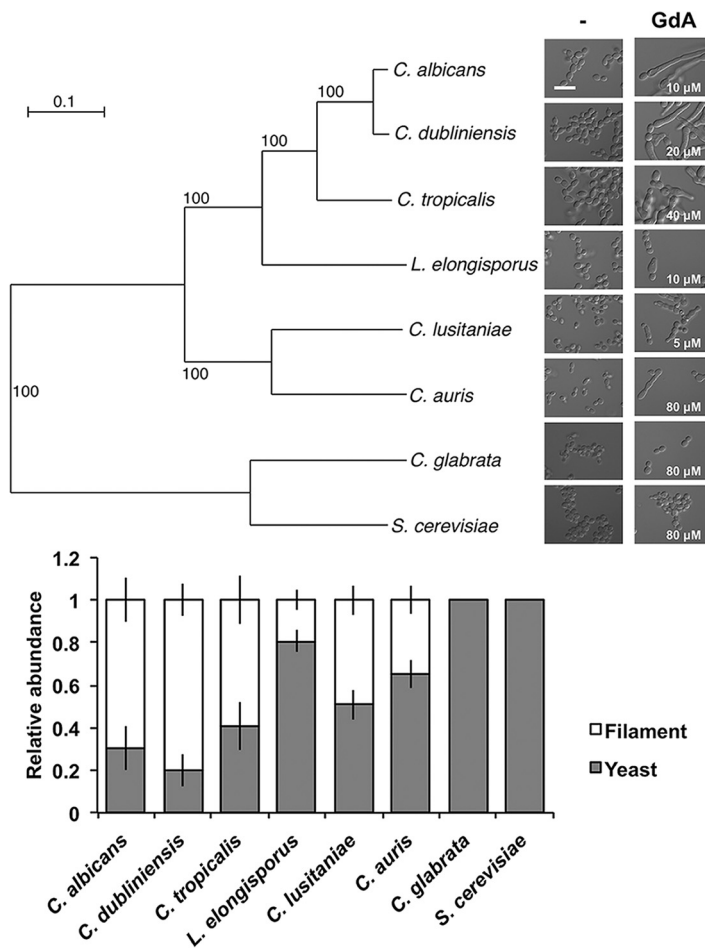 - GdA
C. albicans
10 µM
0.1
100
C. dubliniensis
20 µM
100
C. tropicalis
40 µM
100
L. elongisporus
10 µM
C. lusitaniae
5 µM
100
100
C. auris
80 µM
C. glabrata
80 µM
S. cerevisiae
80 µM
1.2
1
0.8
0.6
0.4
0.2
0
Relative abundance
Filament
Yeast
C. albicans
C. dubliniensis
C. tropicalis
L. elongisporus
C. lusitaniae
C. auris
C. glabrata
S. cerevisiae